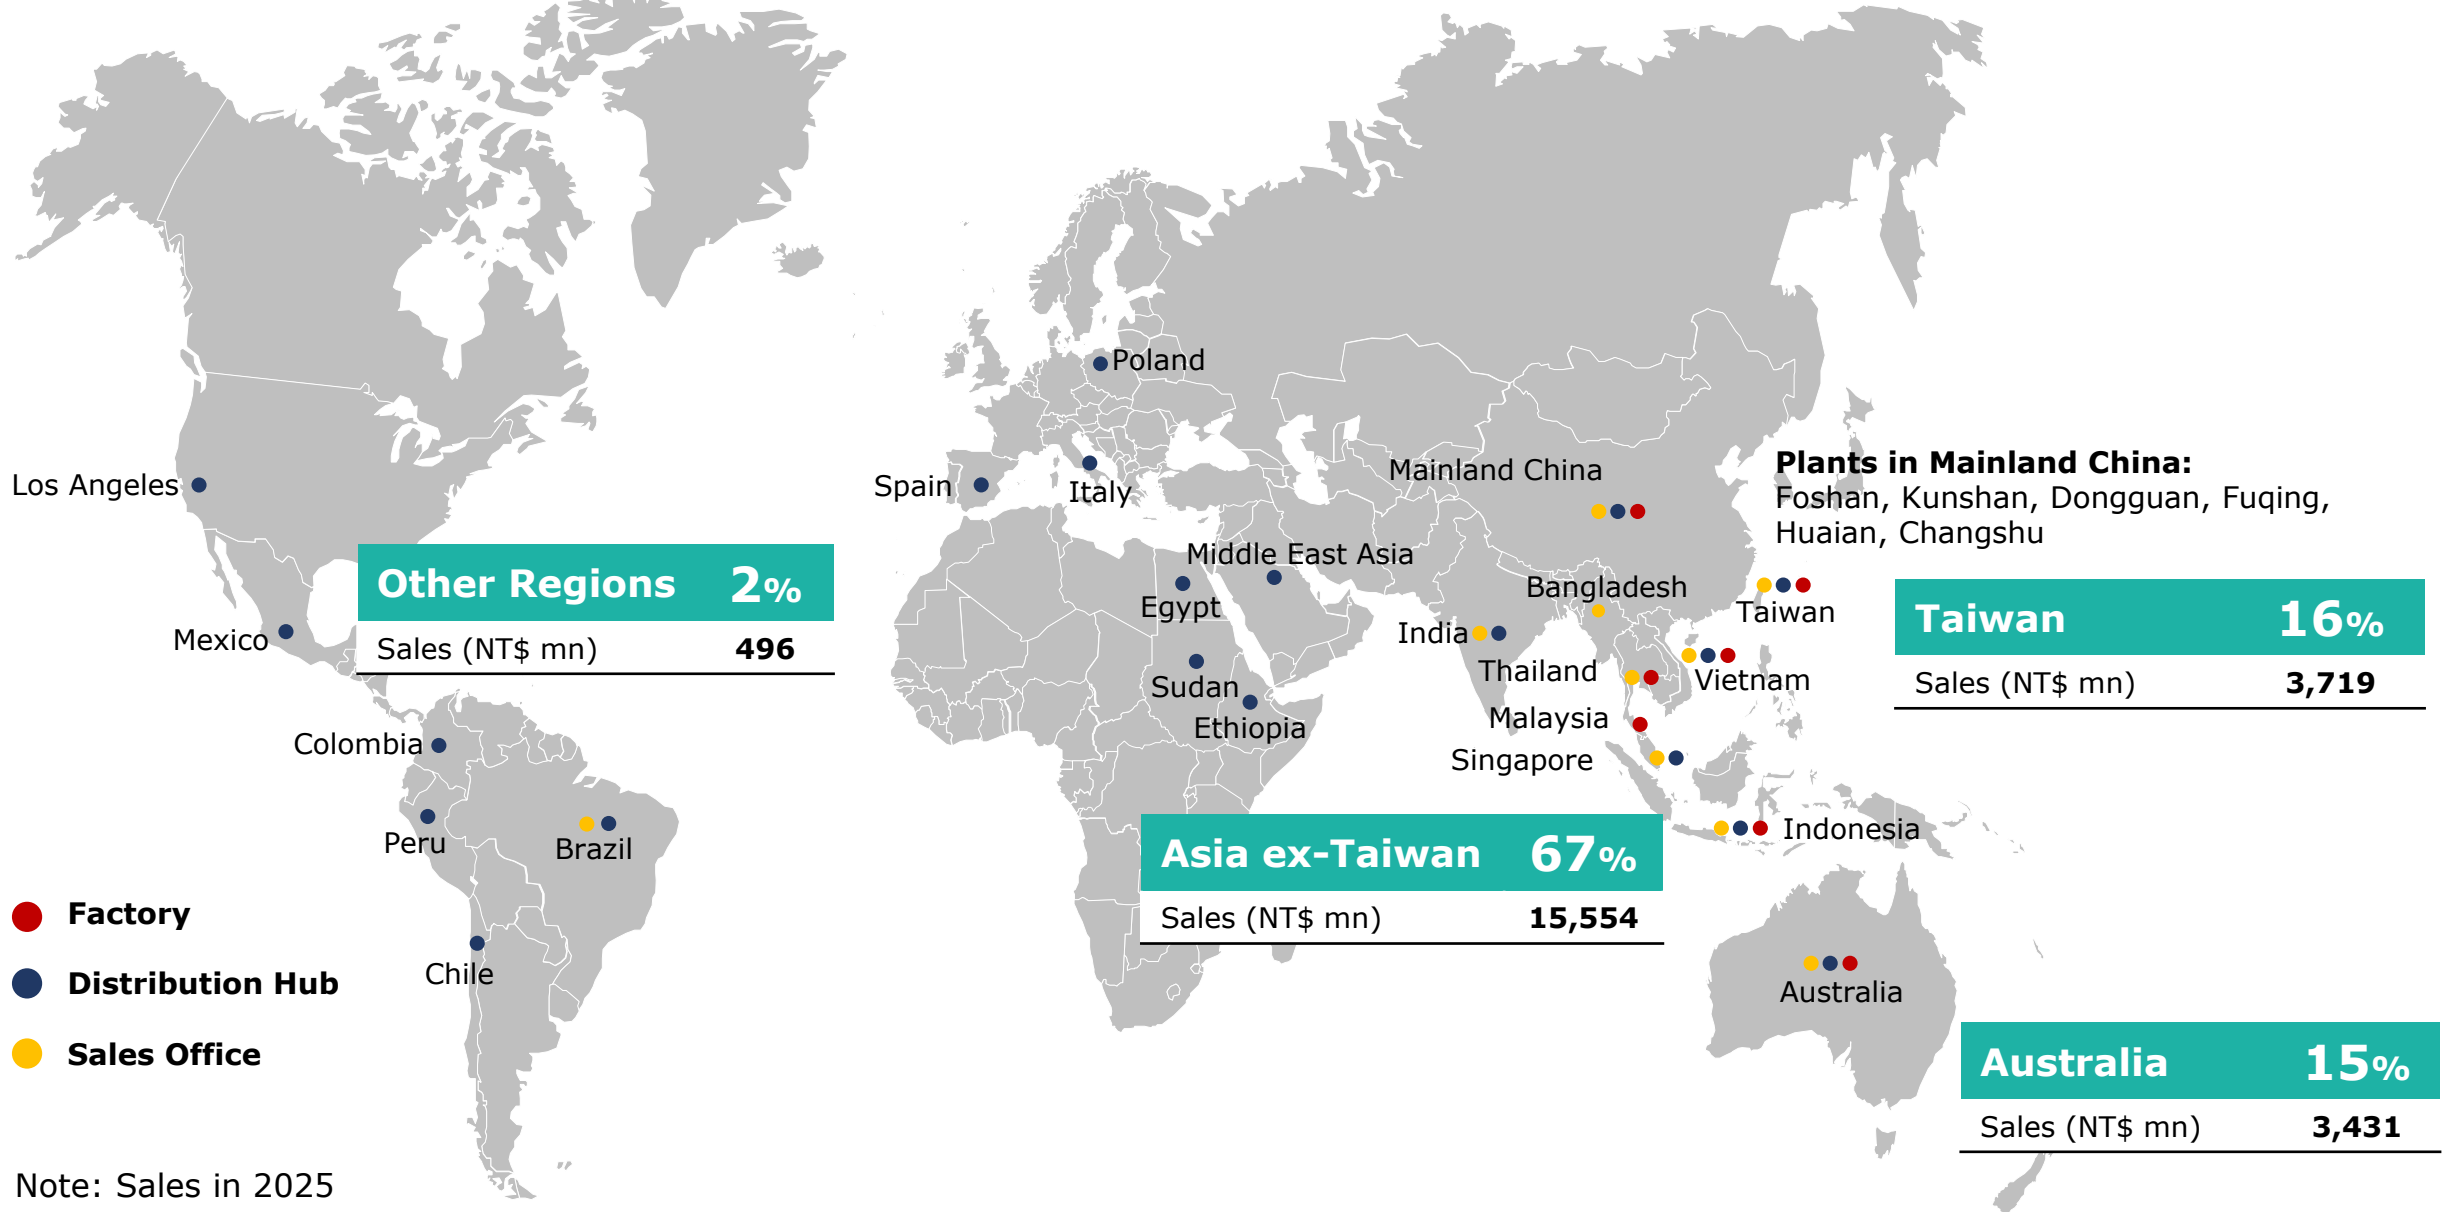 Poland
Los Angeles
Spain
Italy
Mainland China
Plants in Mainland China:
Foshan, Kunshan, Dongguan, Fuqing,
Huaian, Changshu
Middle East Asia
Egypt
Bangladesh
Taiwan
India
Mexico
Other Regions 2%
Sales (NT$ mn) 496
Taiwan 16%
Sales (NT$ mn) 3,719
Thailand
Vietnam
Sudan
Ethiopia
Malaysia
Singapore
Colombia
Peru
Brazil
Indonesia
Asia ex-Taiwan 67%
Sales (NT$ mn) 15,554
Factory
Distribution Hub
Sales Office
Chile
Australia
Australia 15%
Sales (NT$ mn) 3,431
Note: Sales in 2025